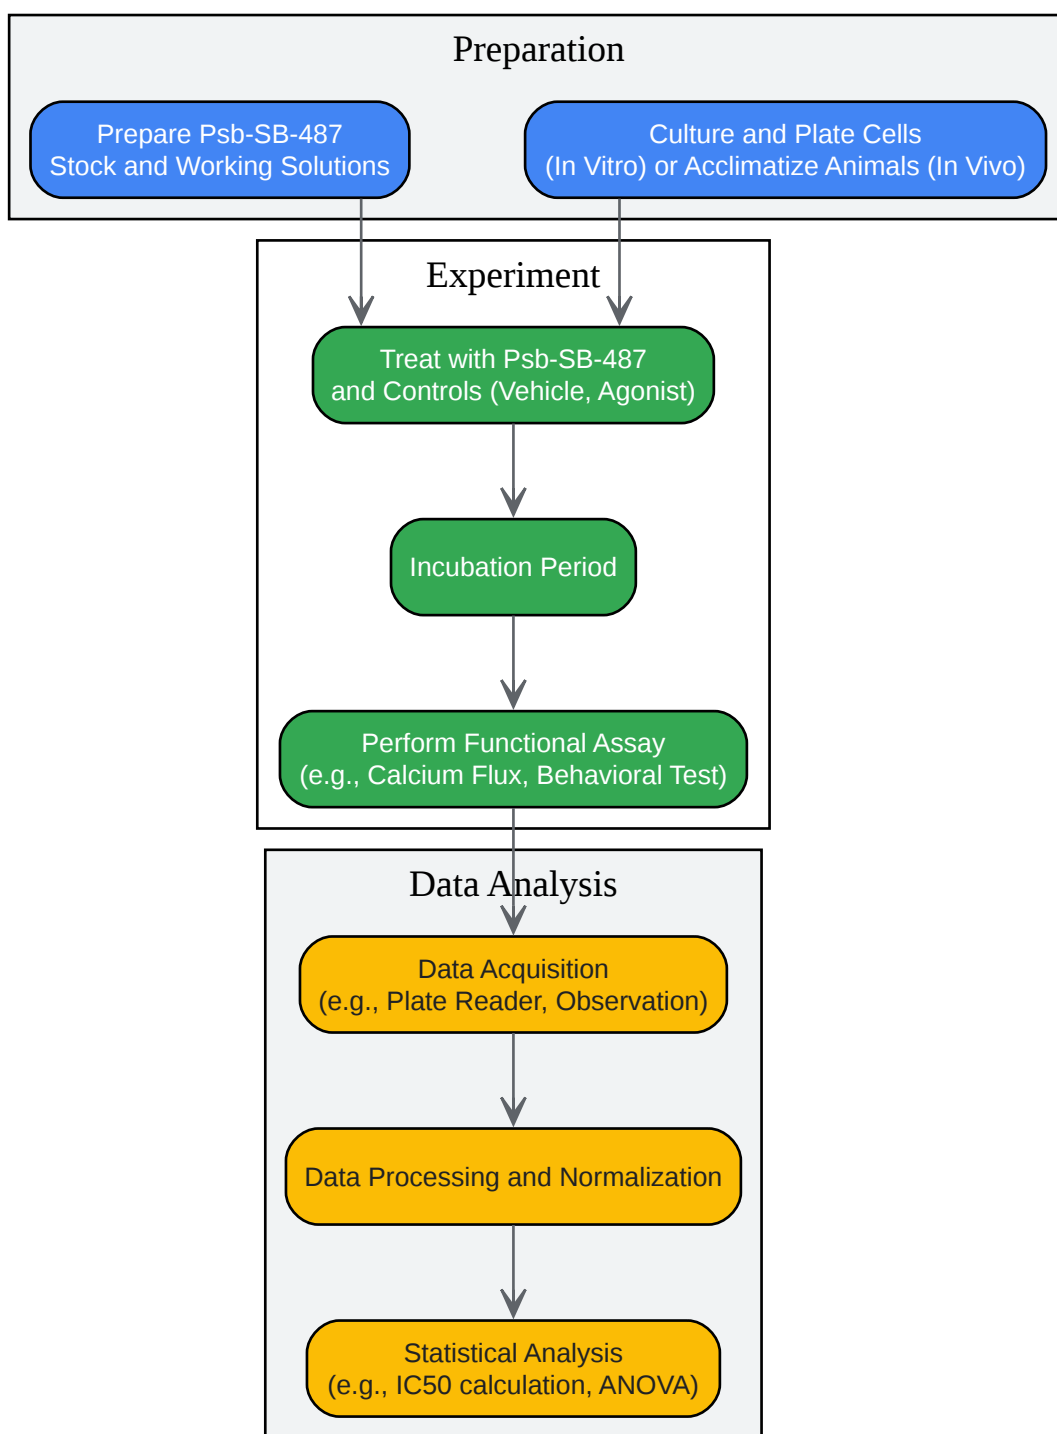 Preparation
Prepare Psb-SB-487
Stock and Working Solutions
Culture and Plate Cells
(In Vitro) or Acclimatize Animals (In Vivo)
Experiment
Treat with Psb-SB-487
and Controls (Vehicle, Agonist)
Incubation Period
Perform Functional Assay
(e.g., Calcium Flux, Behavioral Test)
Data Analysis
Data Acquisition
(e.g., Plate Reader, Observation)
Data Processing and Normalization
Statistical Analysis
(e.g., IC50 calculation, ANOVA)